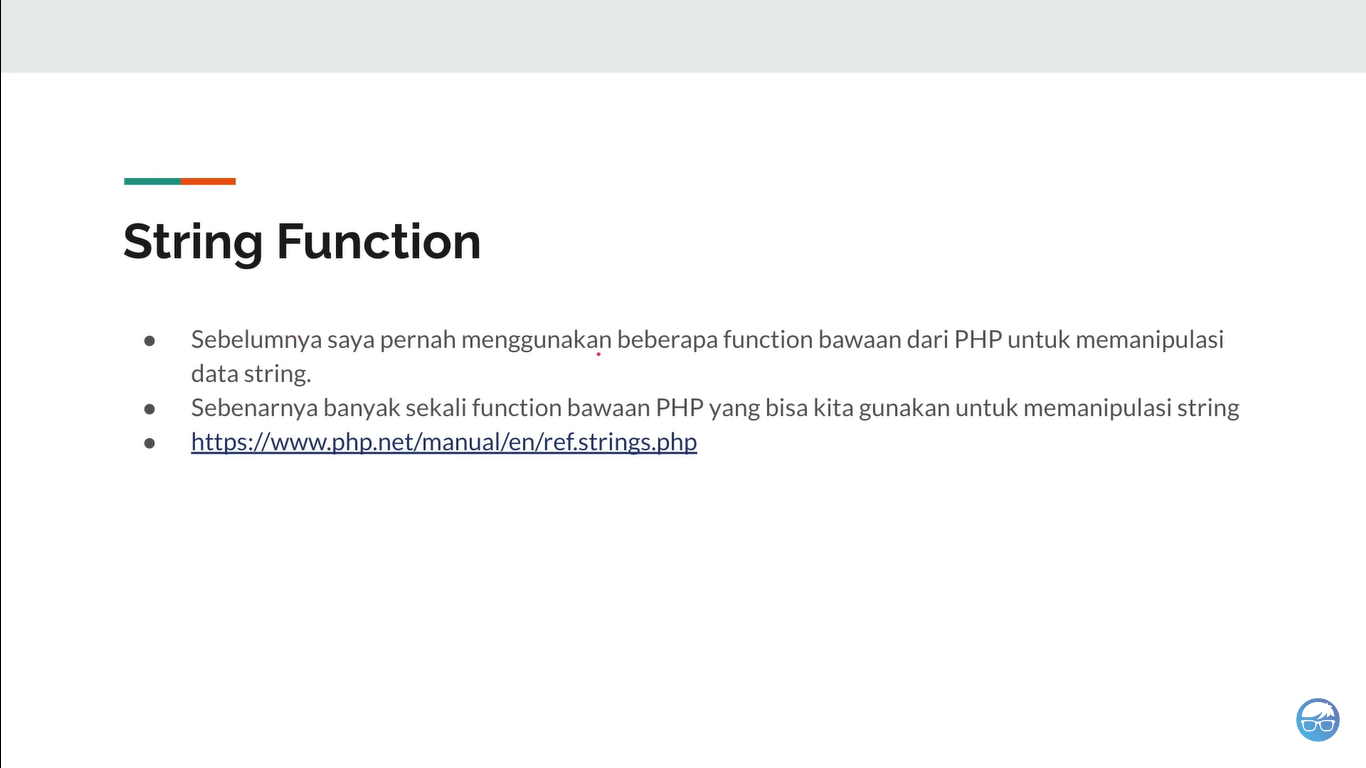 String Function
● Sebelumnya saya pernah menggunakan beberapa function bawaan dari PHP untuk memanipulasi
data string.
● Sebenarnya banyak sekali function bawaan PHP yang bisa kita gunakan untuk memanipulasi string
● https://www.php.net/manual/en/ref.strings.php